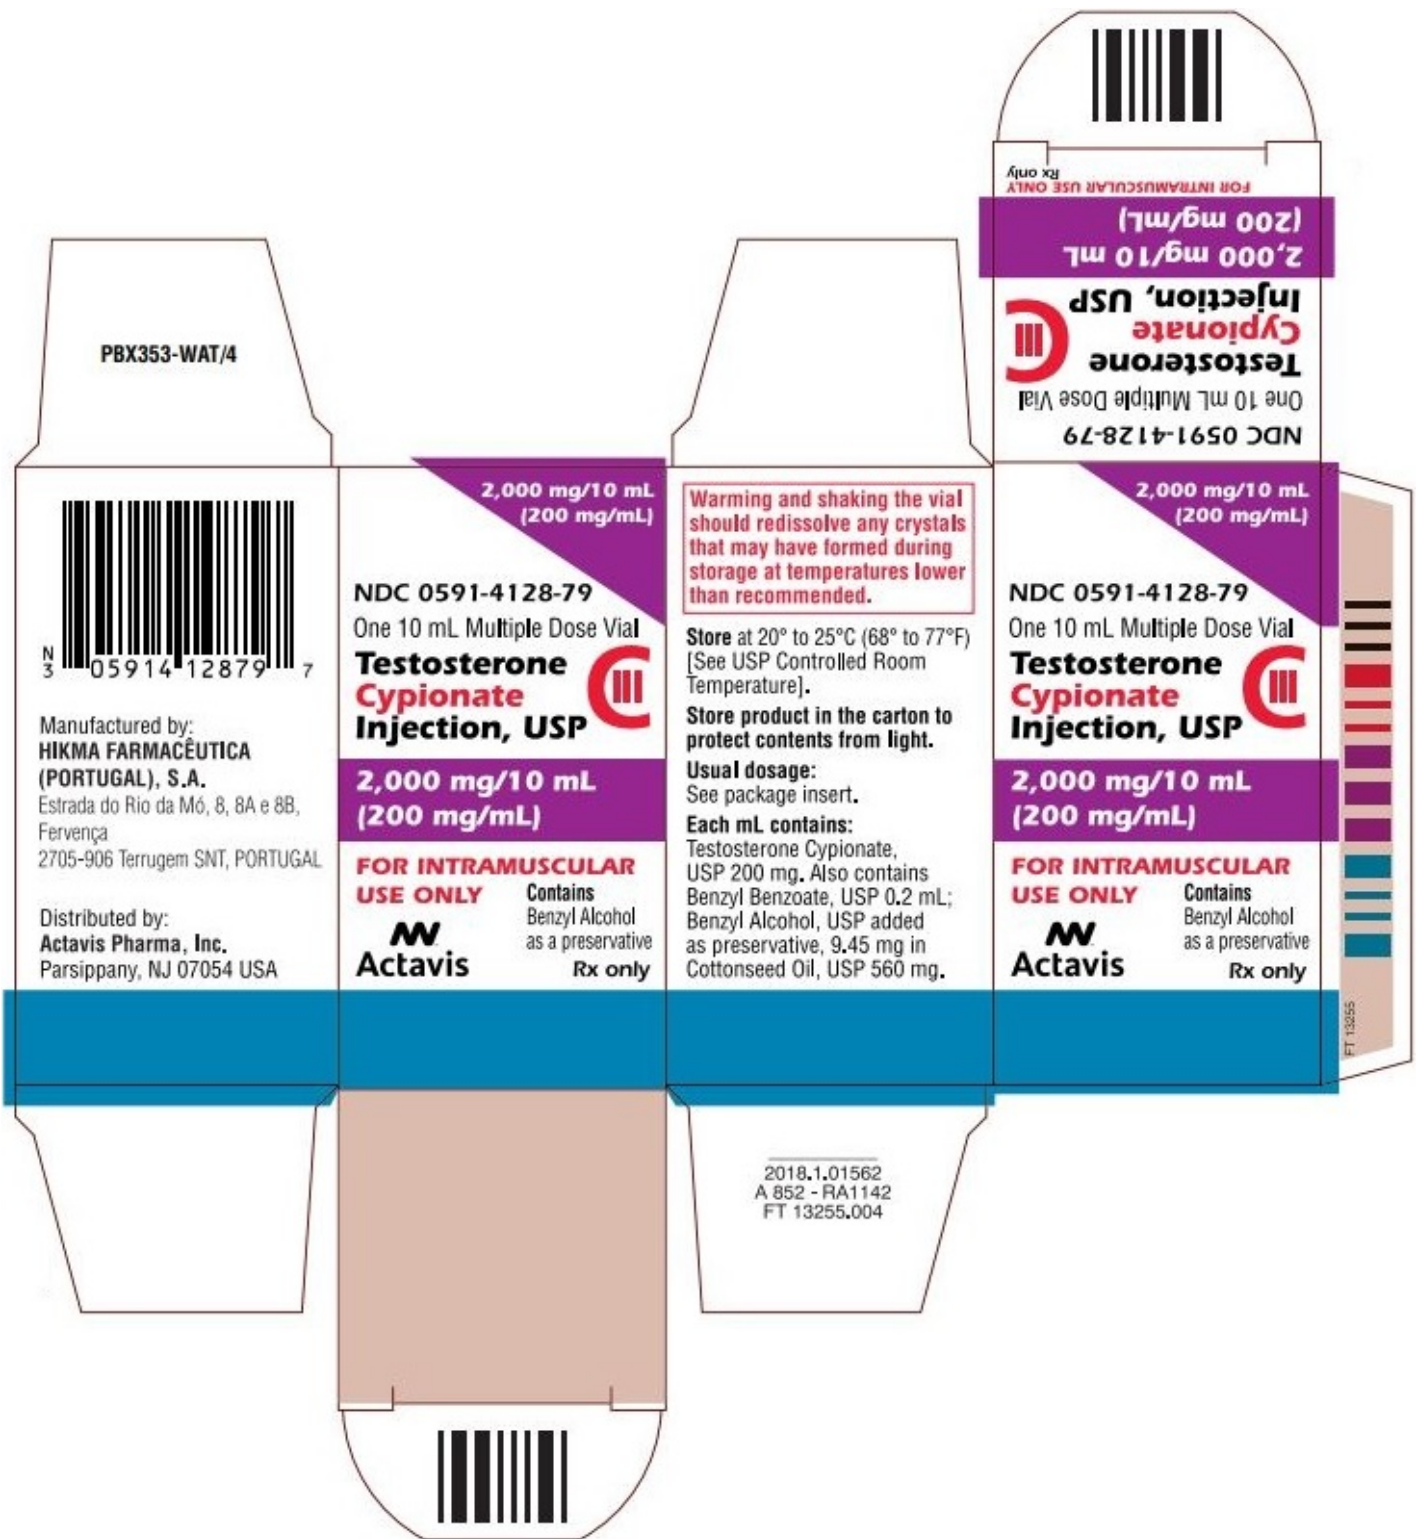 Rx only
FOR INTRAMUSCULAR USE ONLY
(200 mg/mL)
2,000 mg/10 mL
Injection, USP
Cypionate
Testosterone
CIII
One 10 mL Multiple Dose Vial
NDC 0591-4128-79
PBX353-WAT/4
N
3 05914 12879 7
Manufactured by:
HIKMA FARMACÊUTICA
(PORTUGAL), S.A.
Estrada do Rio da Mó, 8, 8A e 8B,
Fervença
2705-906 Terrugem SNT, PORTUGAL
Distributed by:
Actavis Pharma, Inc.
Parsippany, NJ 07054 USA
2,000 mg/10 mL
(200 mg/mL)
NDC 0591-4128-79
One 10 mL Multiple Dose Vial
Testosterone
Cypionate
Injection, USP
CIII
2,000 mg/10 mL
(200 mg/mL)
FOR INTRAMUSCULAR
USE ONLY
Contains
Benzyl Alcohol
as a preservative
Actavis
Rx only
Warming and shaking the vial
should redissolve any crystals
that may have formed during
storage at temperatures lower
than recommended.
Store at 20° to 25°C (68° to 77°F)
[See USP Controlled Room
Temperature].
Store product in the carton to
protect contents from light.
Usual dosage:
See package insert.
Each mL contains:
Testosterone Cypionate,
USP 200 mg. Also contains
Benzyl Benzoate, USP 0.2 mL;
Benzyl Alcohol, USP added
as preservative, 9.45 mg in
Cottonseed Oil, USP 560 mg.
2,000 mg/10 mL
(200 mg/mL)
NDC 0591-4128-79
One 10 mL Multiple Dose Vial
Testosterone
Cypionate
Injection, USP
CIII
2,000 mg/10 mL
(200 mg/mL)
FOR INTRAMUSCULAR
USE ONLY
Contains
Benzyl Alcohol
as a preservative
Actavis
Rx only
FT 13255
2018.1.01562
A 852 - RA1142
FT 13255.004